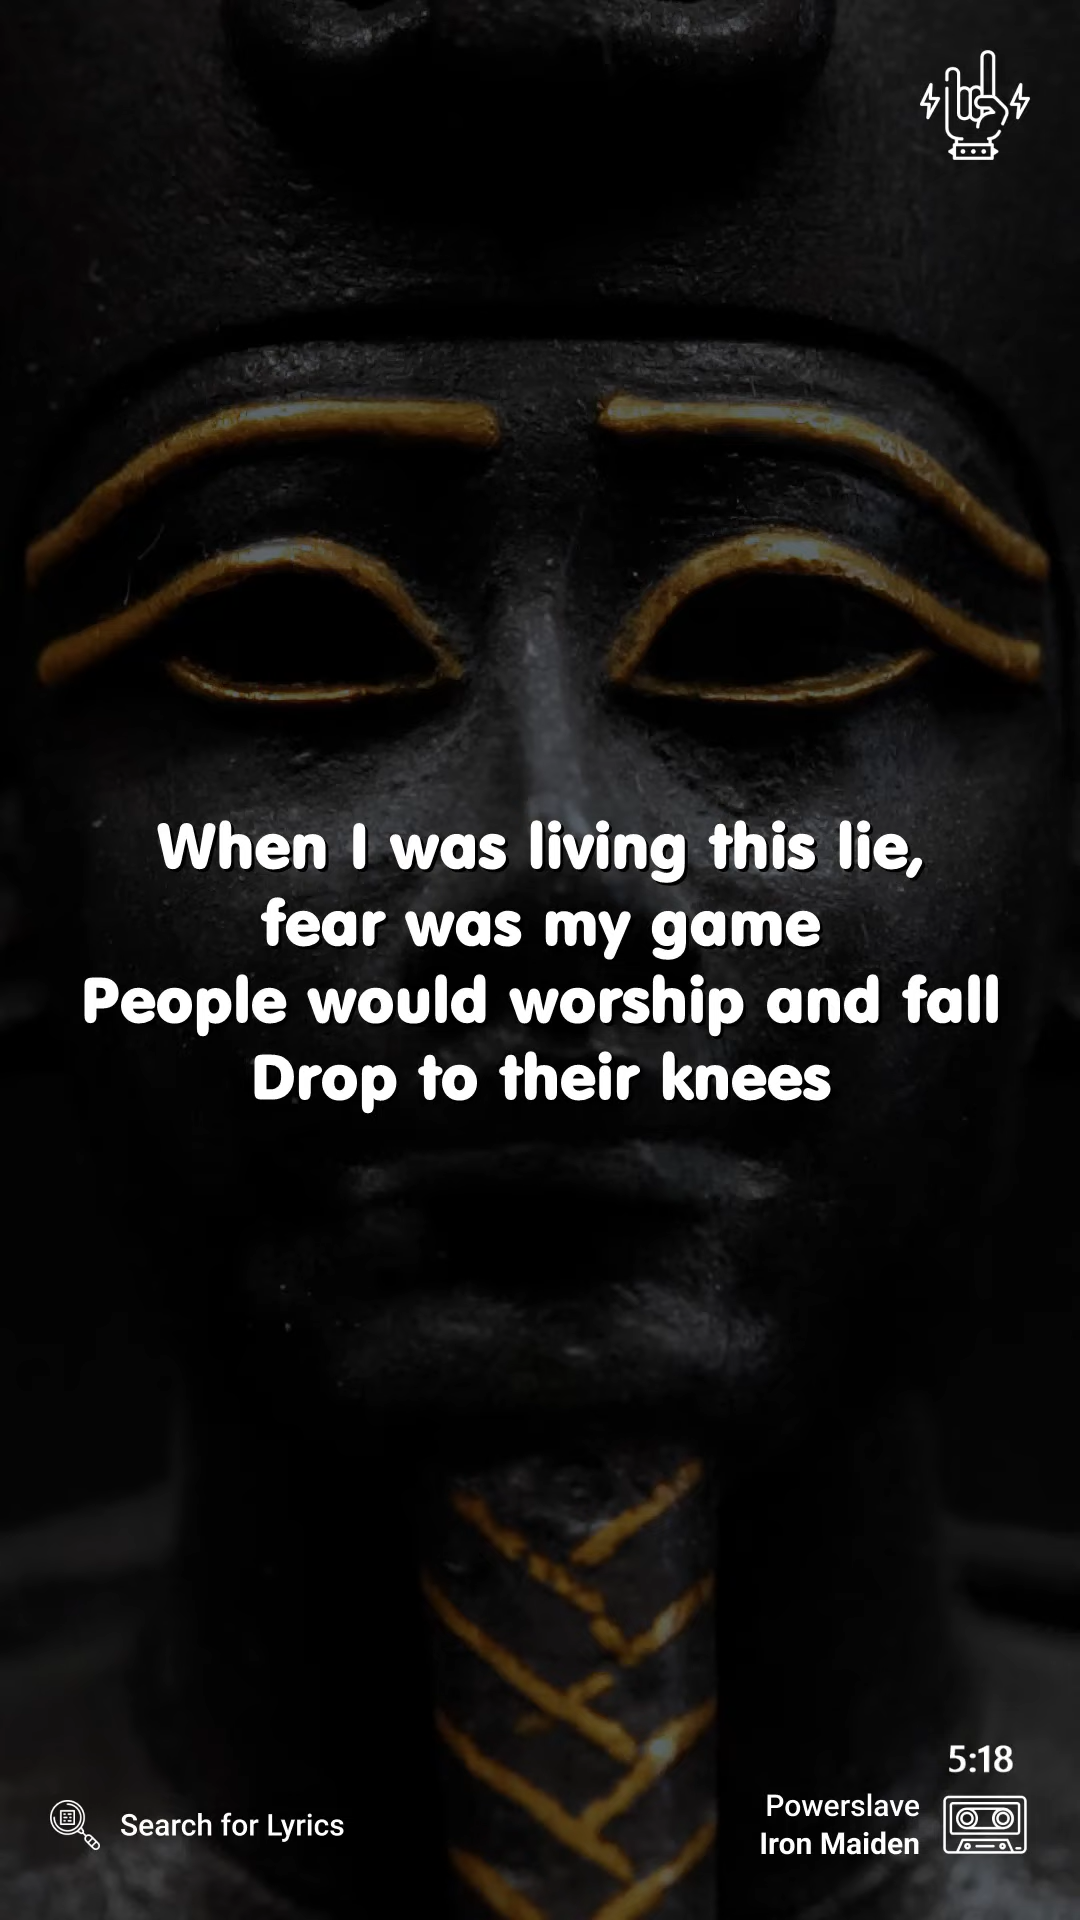 When I was living this lie,
fear was my game
People would worship and fall
Drop to their knees
5:18
Powerslave
Iron Maiden
Search for Lyrics